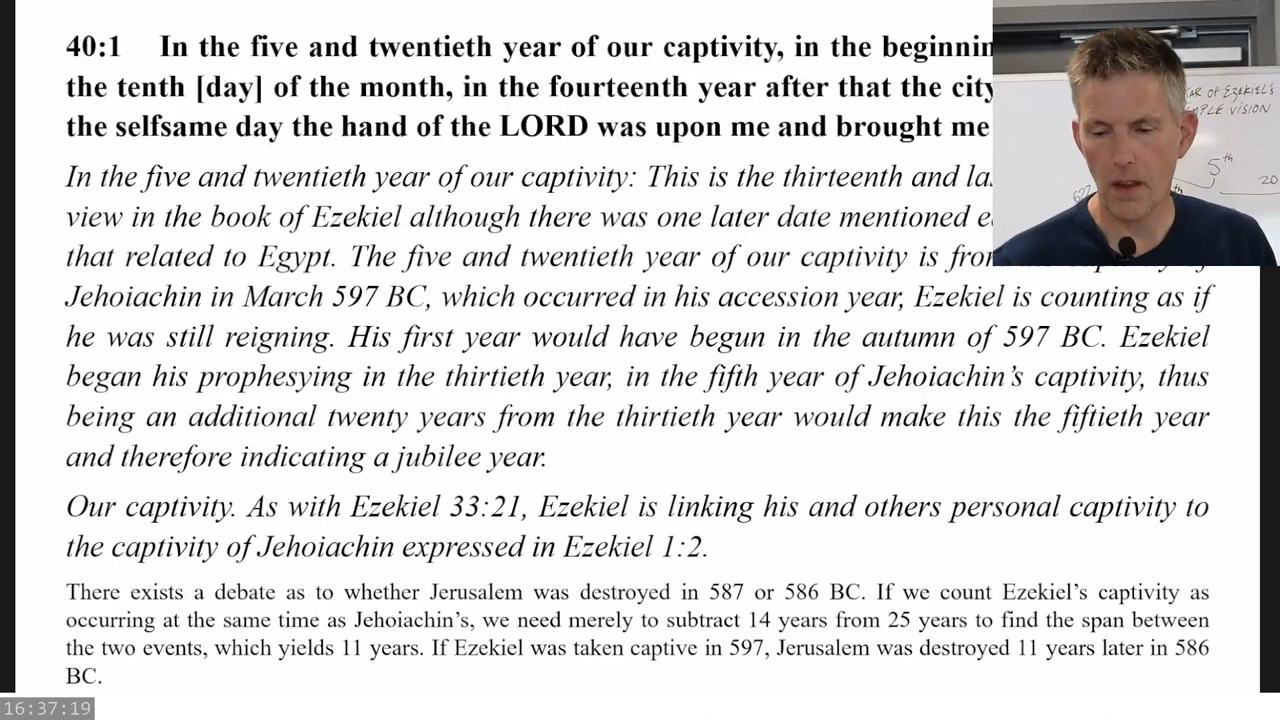 40:1 In the five and twentieth year of our captivity, in the beginnin
the tenth [day] of the month, in the fourteenth year after that the city
the selfsame day the hand of the LORD was upon me and brought me
In the five and twentieth year of our captivity: This is the thirteenth and la
view in the book of Ezekiel although there was one later date mentioned e
that related to Egypt. The five and twentieth year of our captivity is from
Jehoiachin in March 597 BC, which occurred in his accession year, Ezekiel is counting as if
he was still reigning. His first year would have begun in the autumn of 597 BC. Ezekiel
began his prophesying in the thirtieth year, in the fifth year of Jehoiachin’s captivity, thus
being an additional twenty years from the thirtieth year would make this the fiftieth year
and therefore indicating a jubilee year.
Our captivity. As with Ezekiel 33:21, Ezekiel is linking his and others personal captivity to
the captivity of Jehoiachin expressed in Ezekiel 1:2.
There exists a debate as to whether Jerusalem was destroyed in 587 or 586 BC. If we count Ezekiel’s captivity as
occurring at the same time as Jehoiachin’s, we need merely to subtract 14 years from 25 years to find the span between
the two events, which yields 11 years. If Ezekiel was taken captive in 597, Jerusalem was destroyed 11 years later in 586
BC.
OF EZEKIEL'S
VISION
5th
th
20
16:37:19